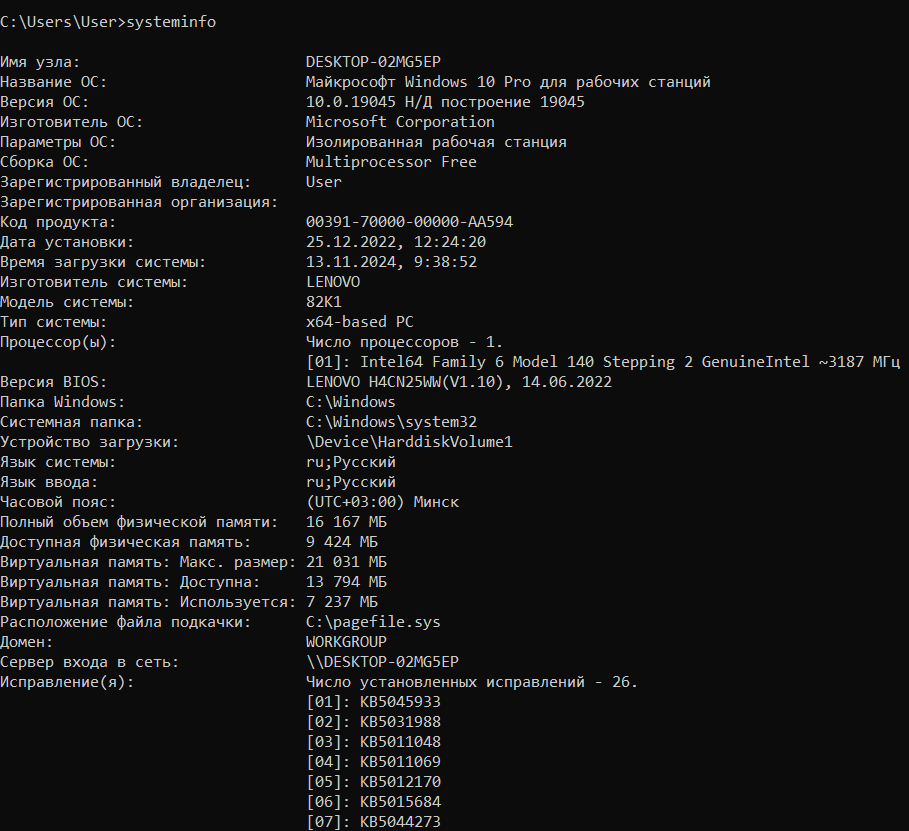 C:\Users\User>systeminfo
Имя узла: DESKTOP-02MG5EP
Название ОС: Майкрософт Windows 10 Pro для рабочих станций
Версия ОС: 10.0.19045 Н/Д построение 19045
Изготовитель ОС: Microsoft Corporation
Параметры ОС: Изолированная рабочая станция
Сборка ОС: Multiprocessor Free
Зарегистрированный владелец: User
Зарегистрированная организация:
Код продукта: 00391-70000-00000-AA594
Дата установки: 25.12.2022, 12:24:20
Время загрузки системы: 13.11.2024, 9:38:52
Изготовитель системы: LENOVO
Модель системы: 82K1
Тип системы: x64-based PC
Процессор(ы): Число процессоров - 1.
[01]: Intel64 Family 6 Model 140 Stepping 2 GenuineIntel ~3187 МГц
Версия BIOS: LENOVO H4CN25WW(V1.10), 14.06.2022
Папка Windows: C:\Windows
Системная папка: C:\Windows\system32
Устройство загрузки: \Device\HarddiskVolume1
Язык системы: ru;Русский
Язык ввода: ru;Русский
Часовой пояс: (UTC+03:00) Минск
Полный объем физической памяти: 16 167 МБ
Доступная физическая память: 9 424 МБ
Виртуальная память: Макс. размер: 21 031 МБ
Виртуальная память: Доступна: 13 794 МБ
Виртуальная память: Используется: 7 237 МБ
Расположение файла подкачки: C:\pagefile.sys
Домен: WORKGROUP
Сервер входа в сеть: \\DESKTOP-02MG5EP
Исправление(я): Число установленных исправлений - 26.
[01]: KB5045933
[02]: KB5031988
[03]: KB5011048
[04]: KB5011069
[05]: KB5012170
[06]: KB5015684
[07]: KB5044273